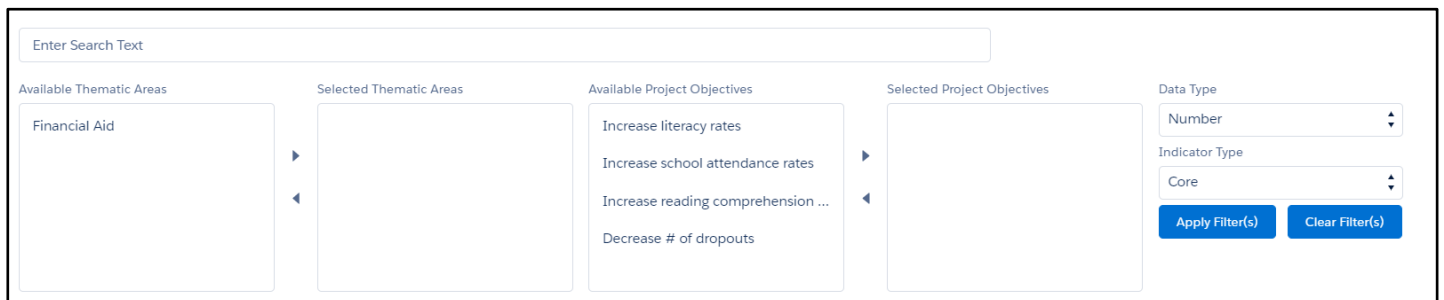 Enter Search Text
Available Thematic Areas
Selected Thematic Areas
Available Project Objectives
Selected Project Objectives
Data Type
Financial Aid
Increase literacy rates
Increase school attendance rates
Increase reading comprehension ...
Decrease # of dropouts
Number
Indicator Type
Core
Apply Filter(s)
Clear Filter(s)